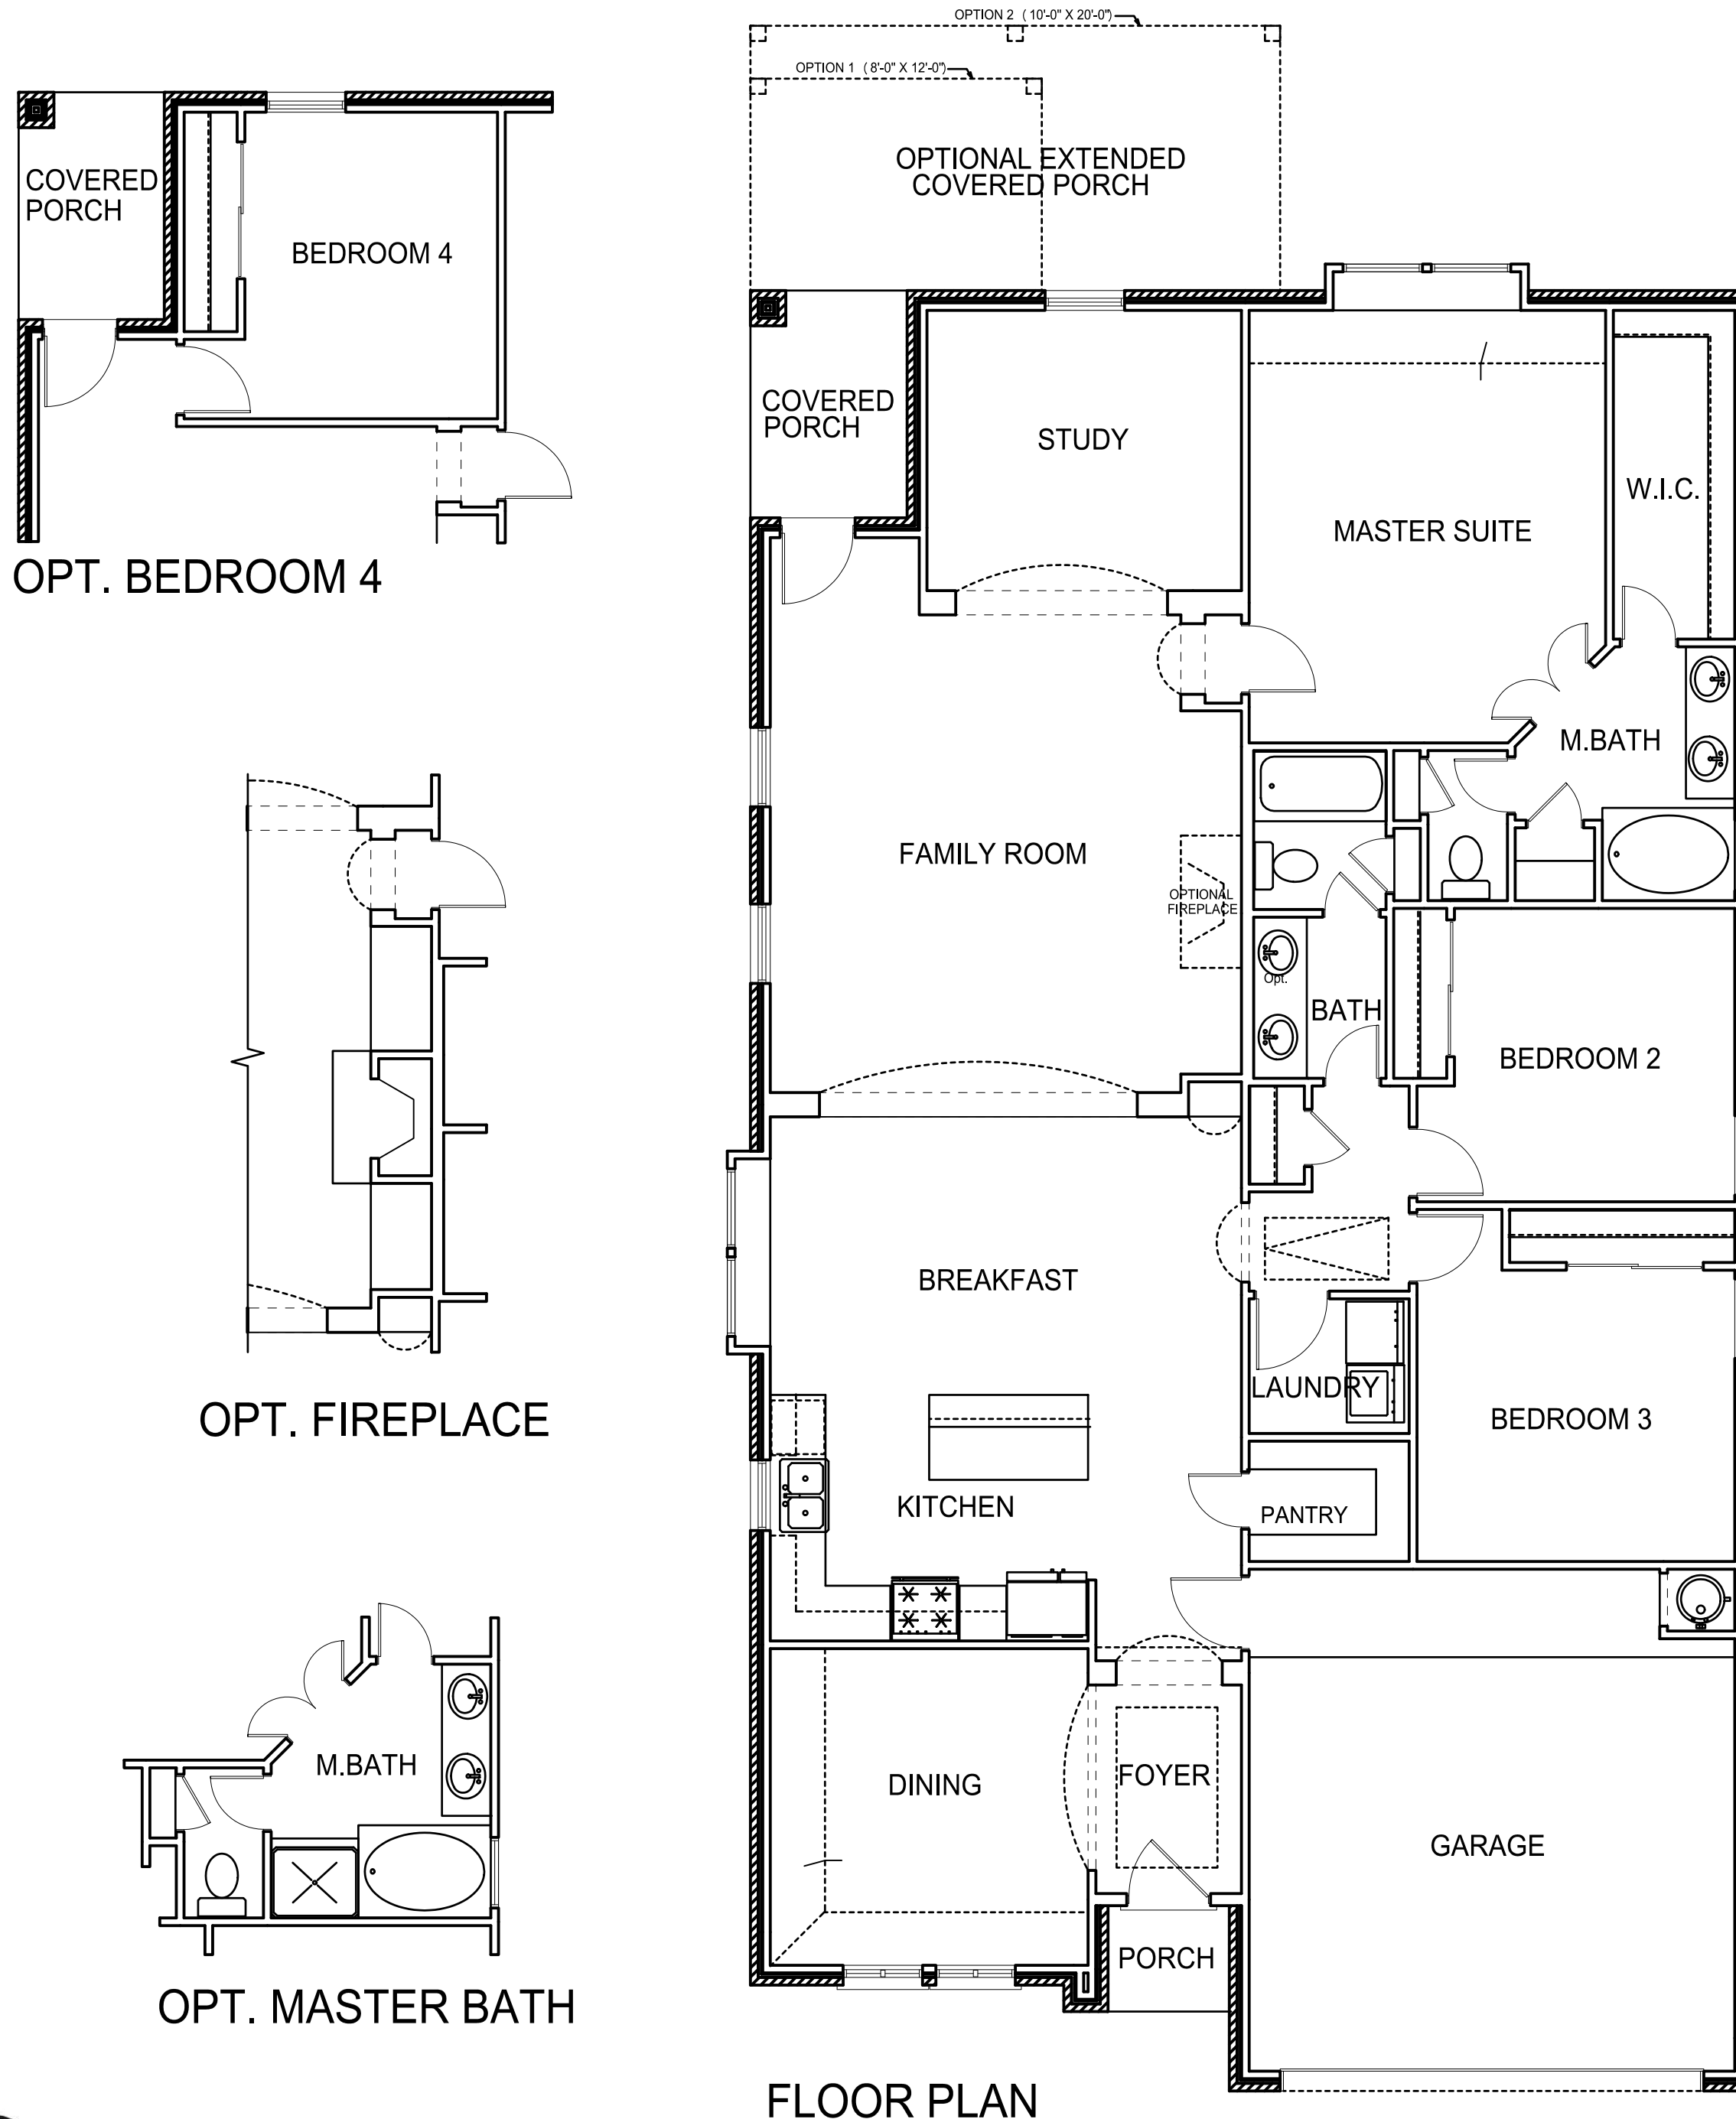 OPTION 2 ( 10'-0" X 20'-0")
OPTION 1 ( 8'-0" X 12'-0")
OPTIONAL EXTENDED
COVERED PORCH
COVERED
PORCH
BEDROOM 4
OPT. BEDROOM 4
COVERED
PORCH
STUDY
MASTER SUITE
W.I.C.
M.BATH
FAMILY ROOM
OPTIONAL
FIREPLACE
Opt.
BATH
BEDROOM 2
BREAKFAST
OPT. FIREPLACE
LAUNDRY
BEDROOM 3
KITCHEN
PANTRY
M.BATH
OPT. MASTER BATH
DINING
FOYER
GARAGE
PORCH
FLOOR PLAN